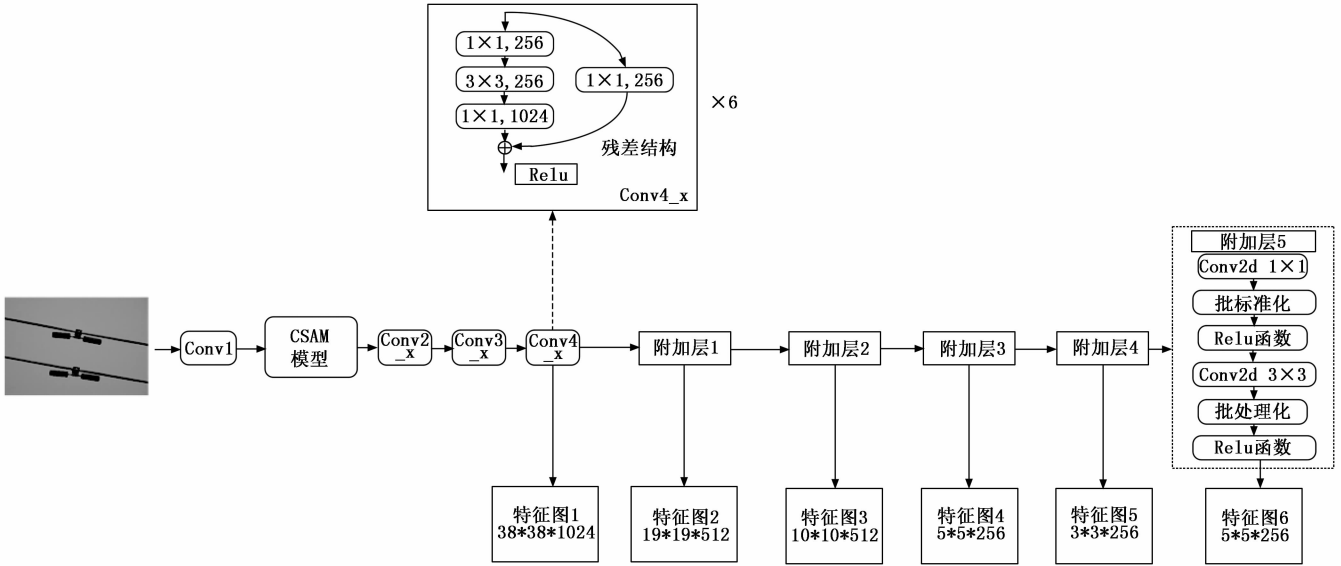 1×1,256
3×3,256
1×1,1024
1×1,256
×6
残差结构
Relu
Conv4_x
Conv1
CSAM
模型
Conv2
_x
Conv3
_x
Conv4
_x
附加层1
附加层2
附加层3
附加层4
附加层5
Conv2d 1×1
批标准化
Relu函数
Conv2d 3×3
批处理化
Relu函数
特征图1
38*38*1024
特征图2
19*19*512
特征图3
10*10*512
特征图4
5*5*256
特征图5
3*3*256
特征图6
5*5*256